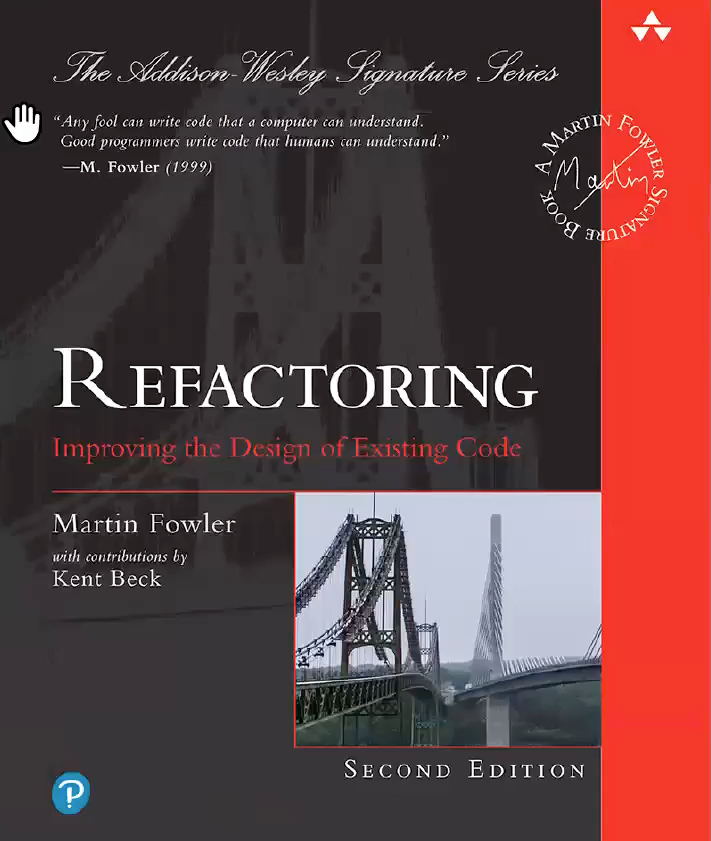 The Addison-Wesley Signature Series
“Any fool can write code that a computer can understand.
Good programmers write code that humans can understand.”
—M. Fowler (1999)
A MARTIN FOWLER SIGNATURE BOOK
Martin
REFACTORING
Improving the Design of Existing Code
Martin Fowler
with contributions by
Kent Beck
SECOND EDITION
P